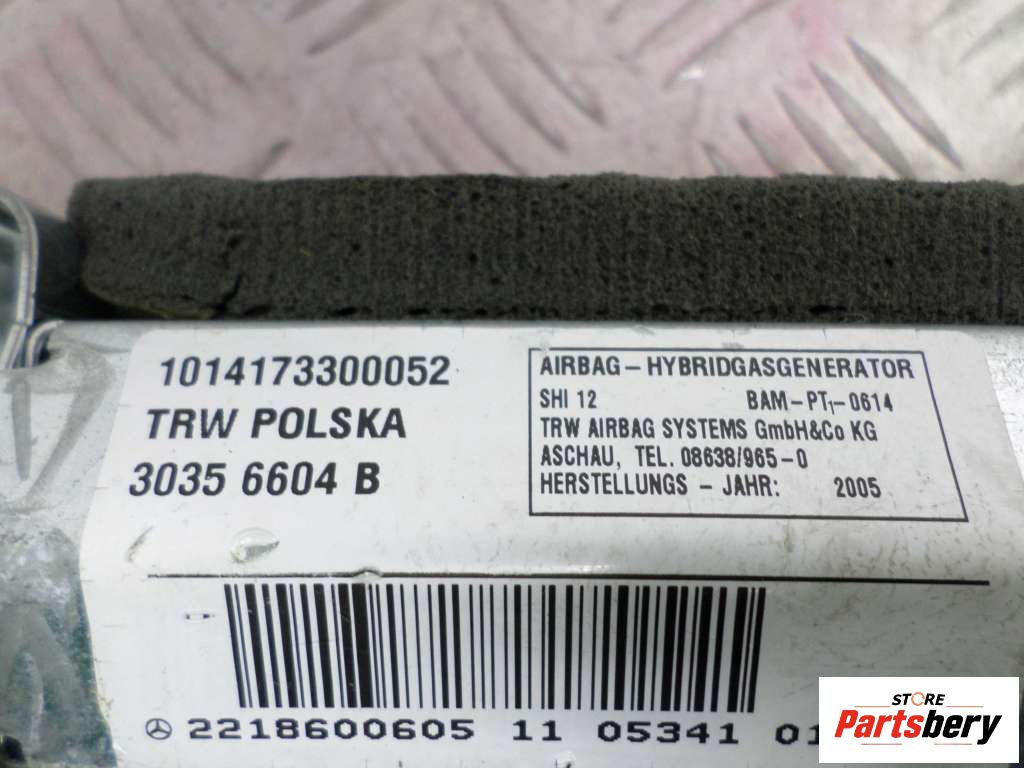 1014173300052
TRW POLSKA
3035 6604 B
AIRBAG – HYBRIDGASGENERATOR
SHI 12 BAM–PT₁–0614
TRW AIRBAG SYSTEMS GmbH&Co KG
ASCHAU, TEL. 08638/965–0
HERSTELLUNGS – JAHR: 2005
2218600605 11 05341 01
STORE
Partsbery